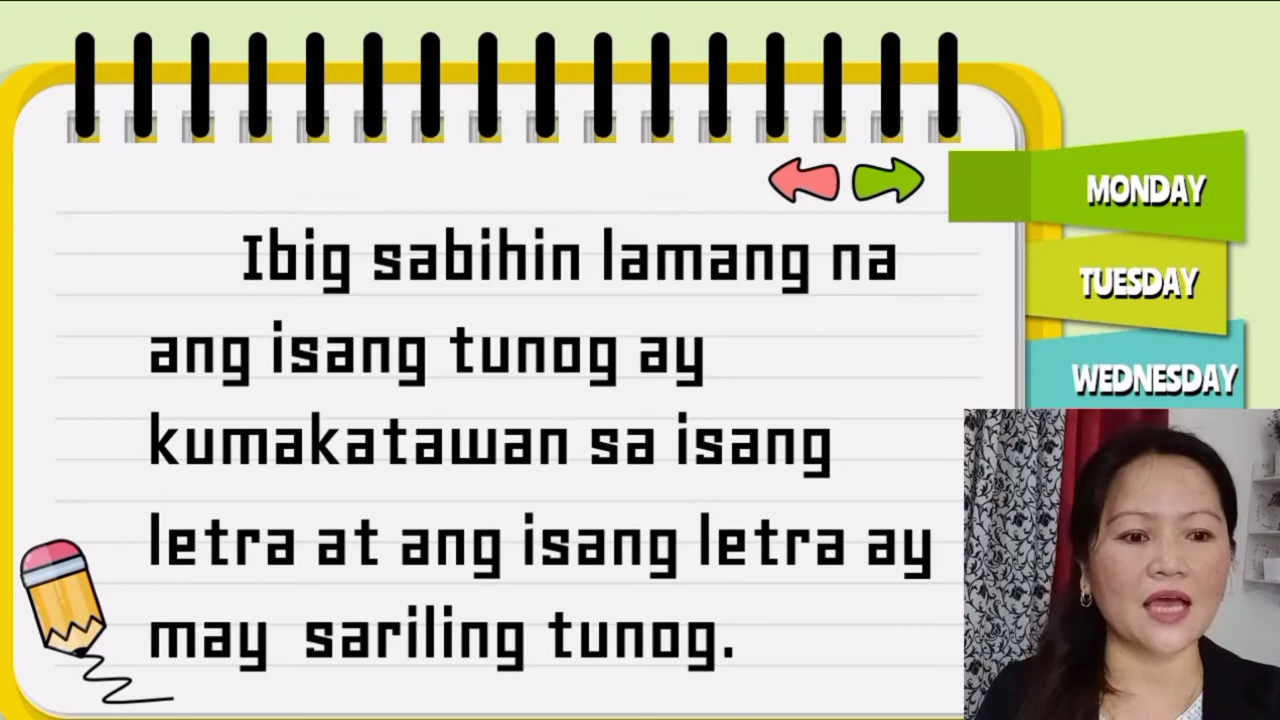 Ibig sabihin lamang na
ang isang tunog ay
kumakatawan sa isang
letra at ang isang letra ay
may sariling tunog.
MONDAY
TUESDAY
WEDNESDAY